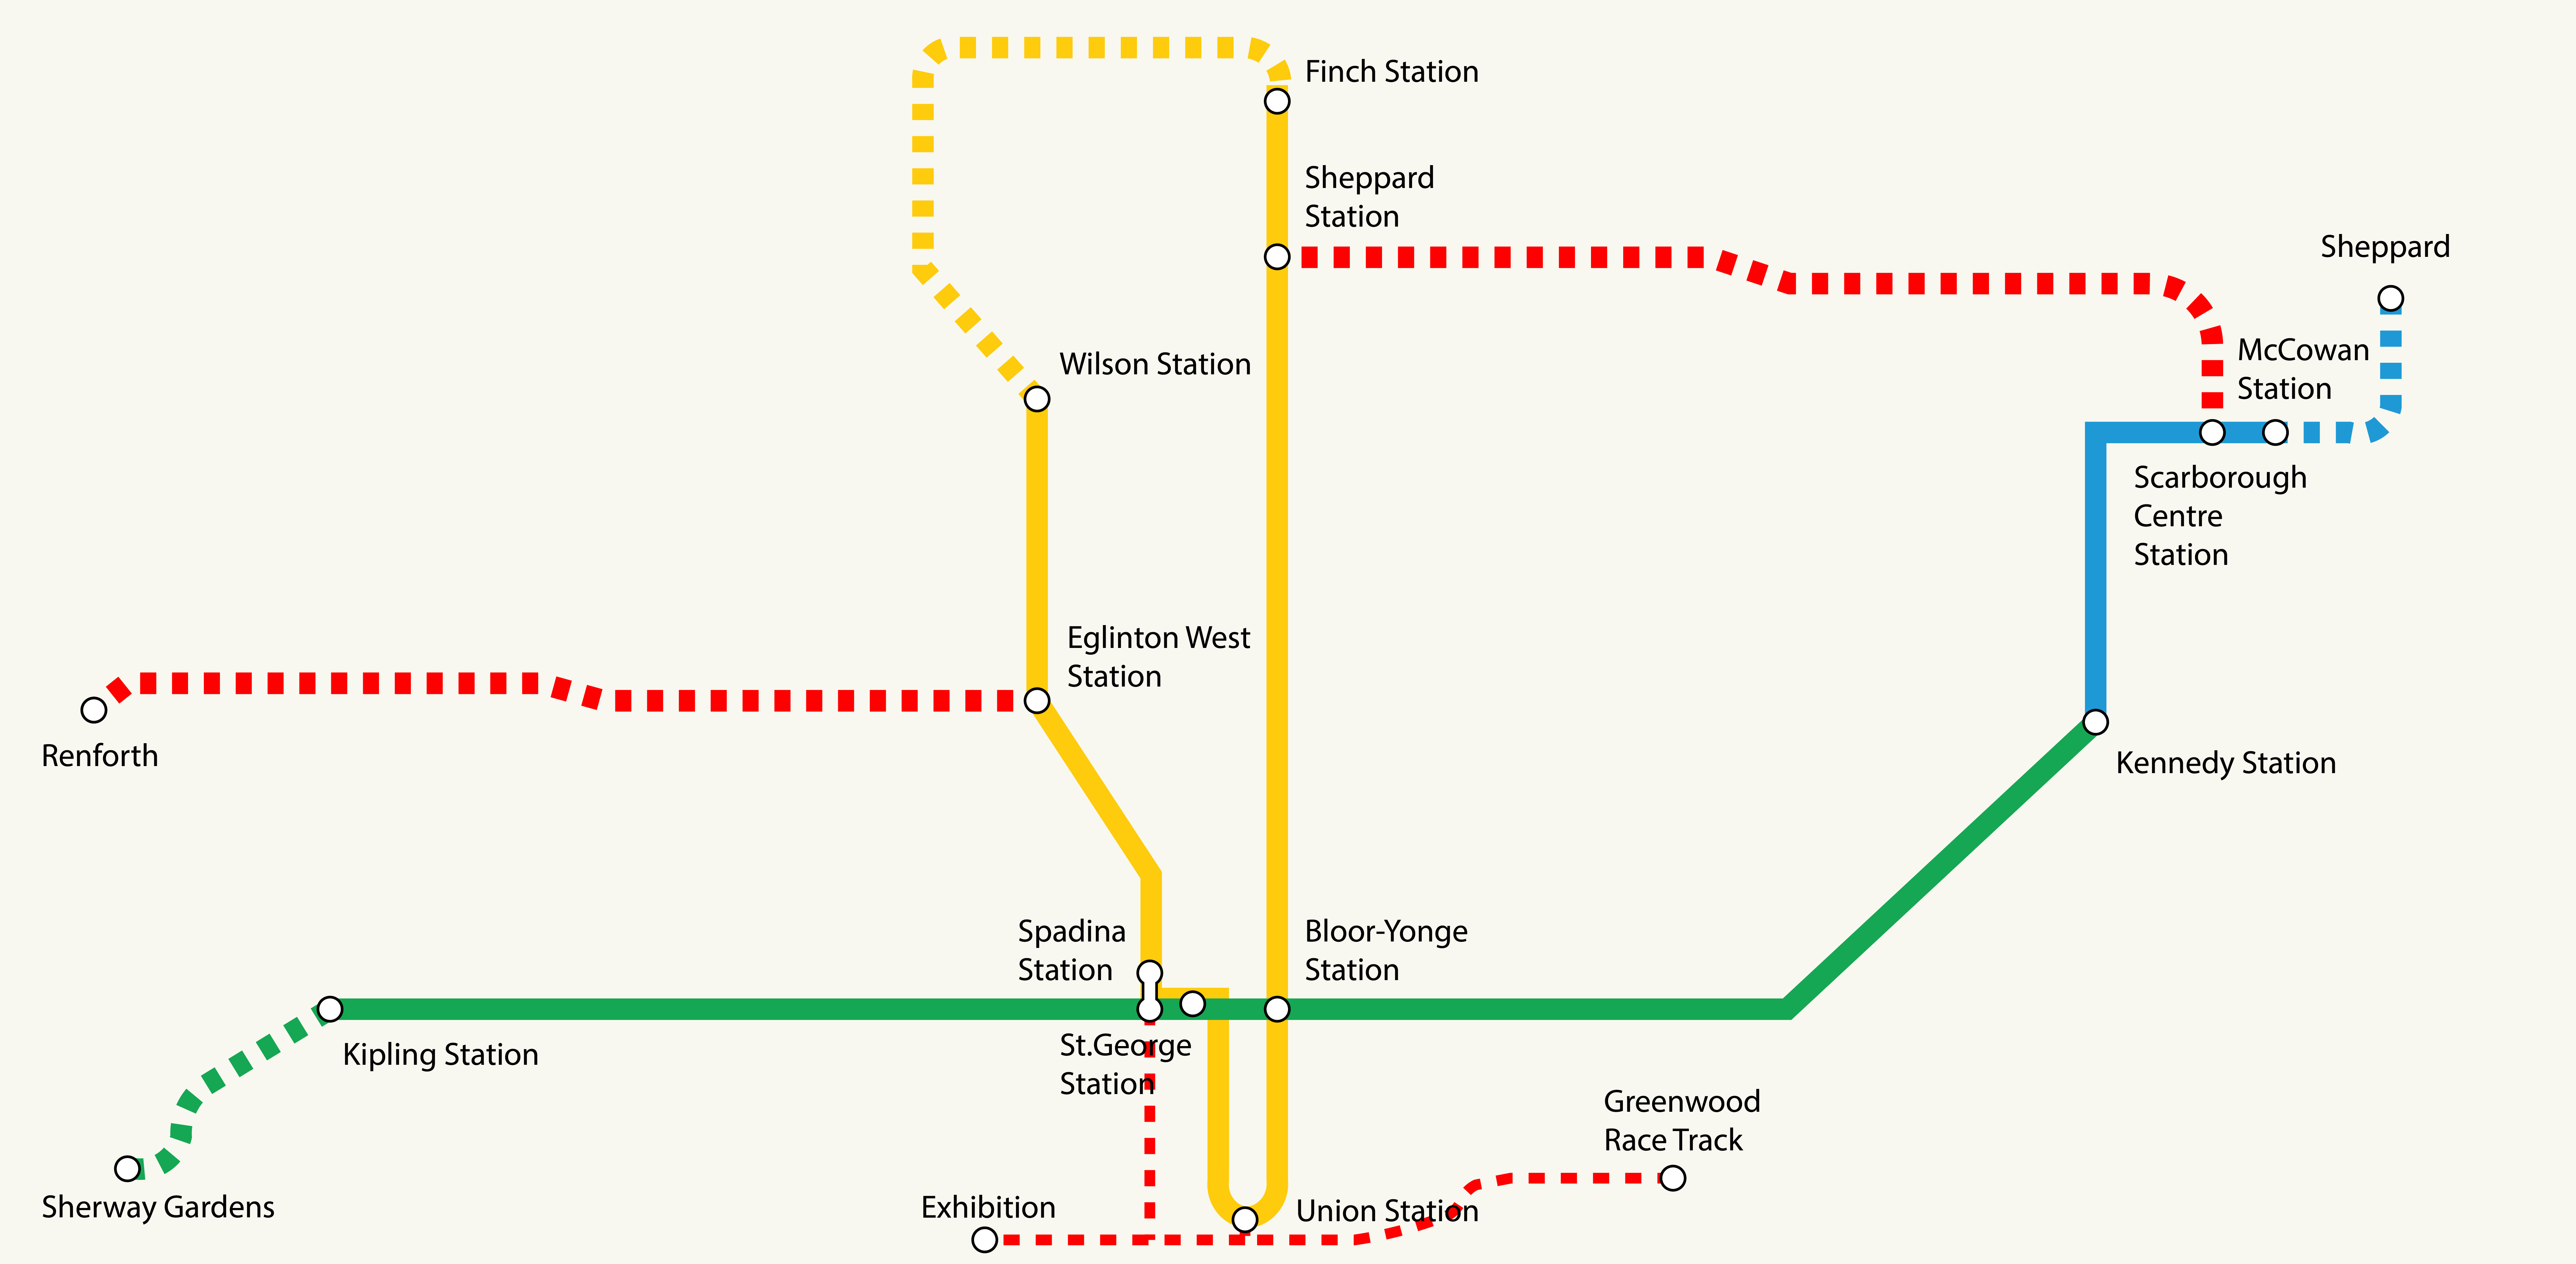 Finch Station
Sheppard
Station
Sheppard
McCowan
Station
Wilson Station
Scarborough
Centre
Station
Eglinton West
Station
Renforth
Kennedy Station
Spadina
Station
Bloor-Yonge
Station
Kipling Station
St.George
Station
Greenwood
Race Track
Sherway Gardens
Exhibition
Union Station